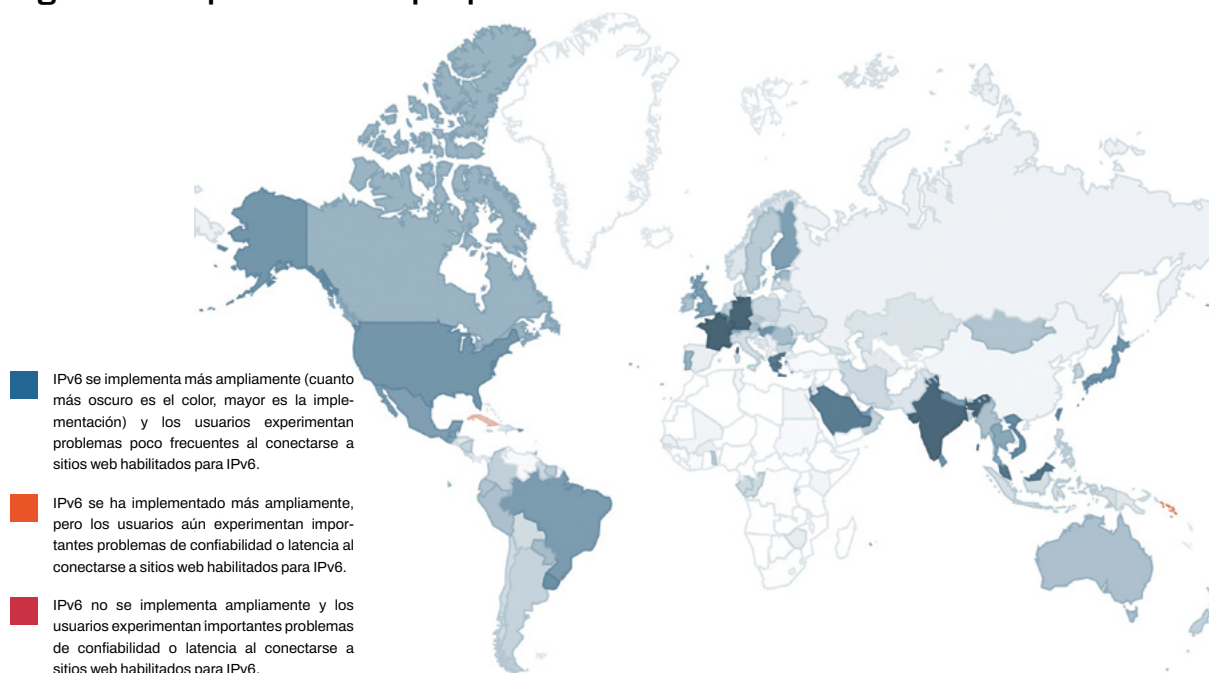 IPv6 se implementa más ampliamente (cuanto
más oscuro es el color, mayor es la imple-
mentación) y los usuarios experimentan
problemas poco frecuentes al conectarse a
sitios web habilitados para IPv6.
IPv6 se ha implementado más ampliamente,
pero los usuarios aún experimentan impor-
tantes problemas de confiabilidad o latencia al
conectarse a sitios web habilitados para IPv6.
IPv6 no se implementa ampliamente y los
usuarios experimentan importantes problemas
de confiabilidad o latencia al conectarse a
sitios web habilitados para IPv6.